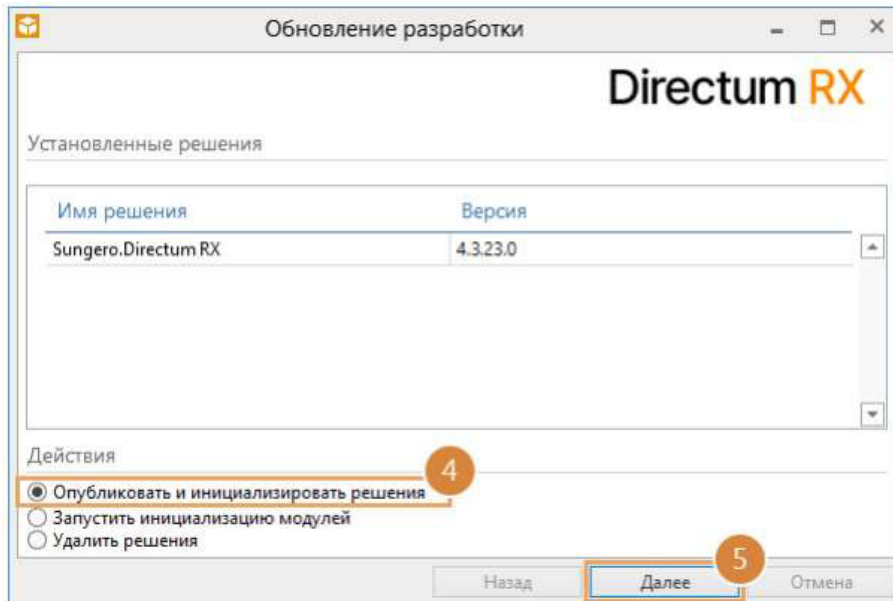 Обновление разработки
Directum RX
Установленные решения
Имя решения Версия
Sungero.Directum RX 4.3.23.0
Действия
4
Опубликовать и инициализировать решения
Запустить инициализацию модулей
Удалить решения
5
Назад Далее Отмена